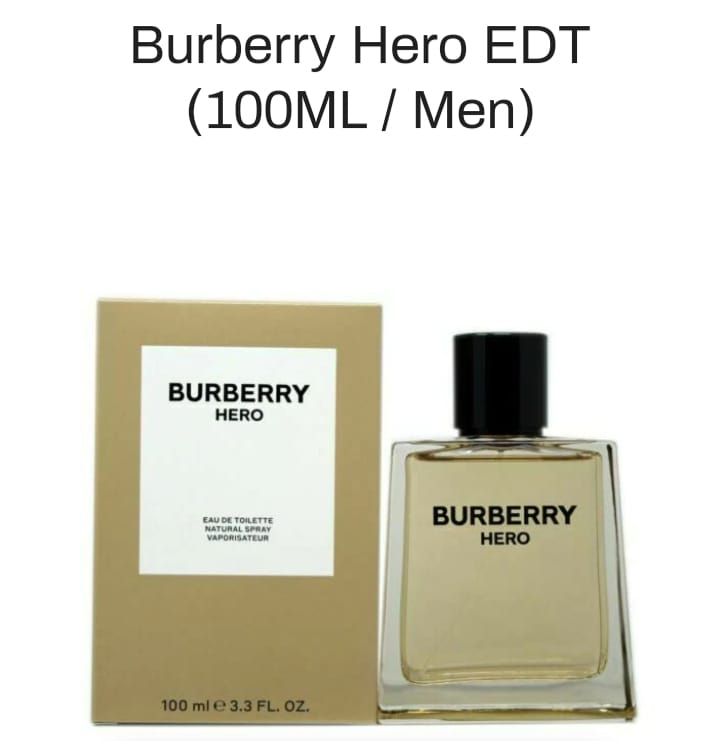 Burberry Hero EDT
(100ML / Men)
BURBERRY
HERO
EAU DE TOILETTE
NATURAL SPRAY
VAPORISATEUR
100 ml ℮ 3.3 FL. OZ.
BURBERRY
HERO